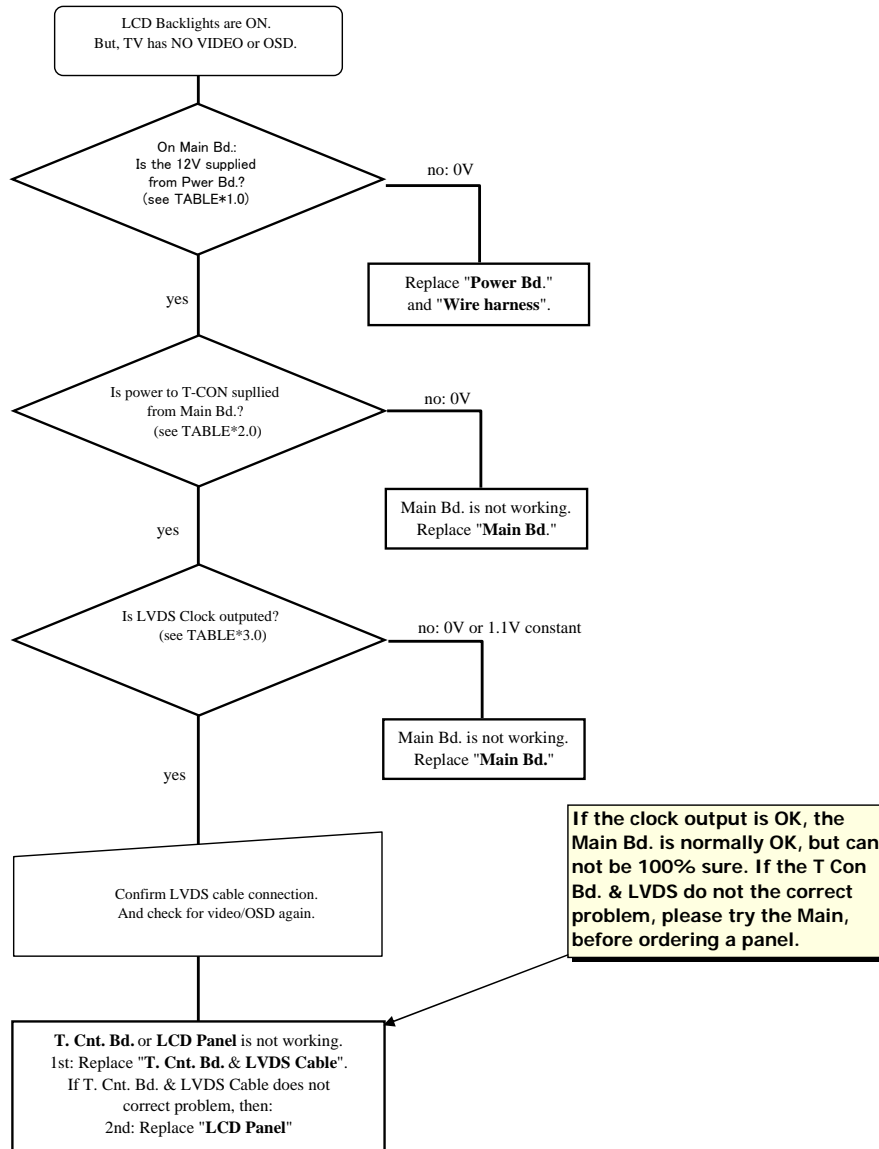 LCD Backlights are ON.
But, TV has NO VIDEO or OSD.
On Main Bd.:
Is the 12V supplied
from Pwer Bd.?
(see TABLE*1.0)
no: 0V
Replace "Power Bd."
and "Wire harness".
yes
Is power to T-CON supllied
from Main Bd.?
(see TABLE*2.0)
no: 0V
Main Bd. is not working.
Replace "Main Bd."
yes
Is LVDS Clock outputed?
(see TABLE*3.0)
no: 0V or 1.1V constant
Main Bd. is not working.
Replace "Main Bd."
yes
Confirm LVDS cable connection.
And check for video/OSD again.
If the clock output is OK, the
Main Bd. is normally OK, but can
not be 100% sure. If the T Con
Bd. & LVDS do not the correct
problem, please try the Main,
before ordering a panel.
T. Cnt. Bd. or LCD Panel is not working.
1st: Replace "T. Cnt. Bd. & LVDS Cable".
If T. Cnt. Bd. & LVDS Cable does not
correct problem, then:
2nd: Replace "LCD Panel"